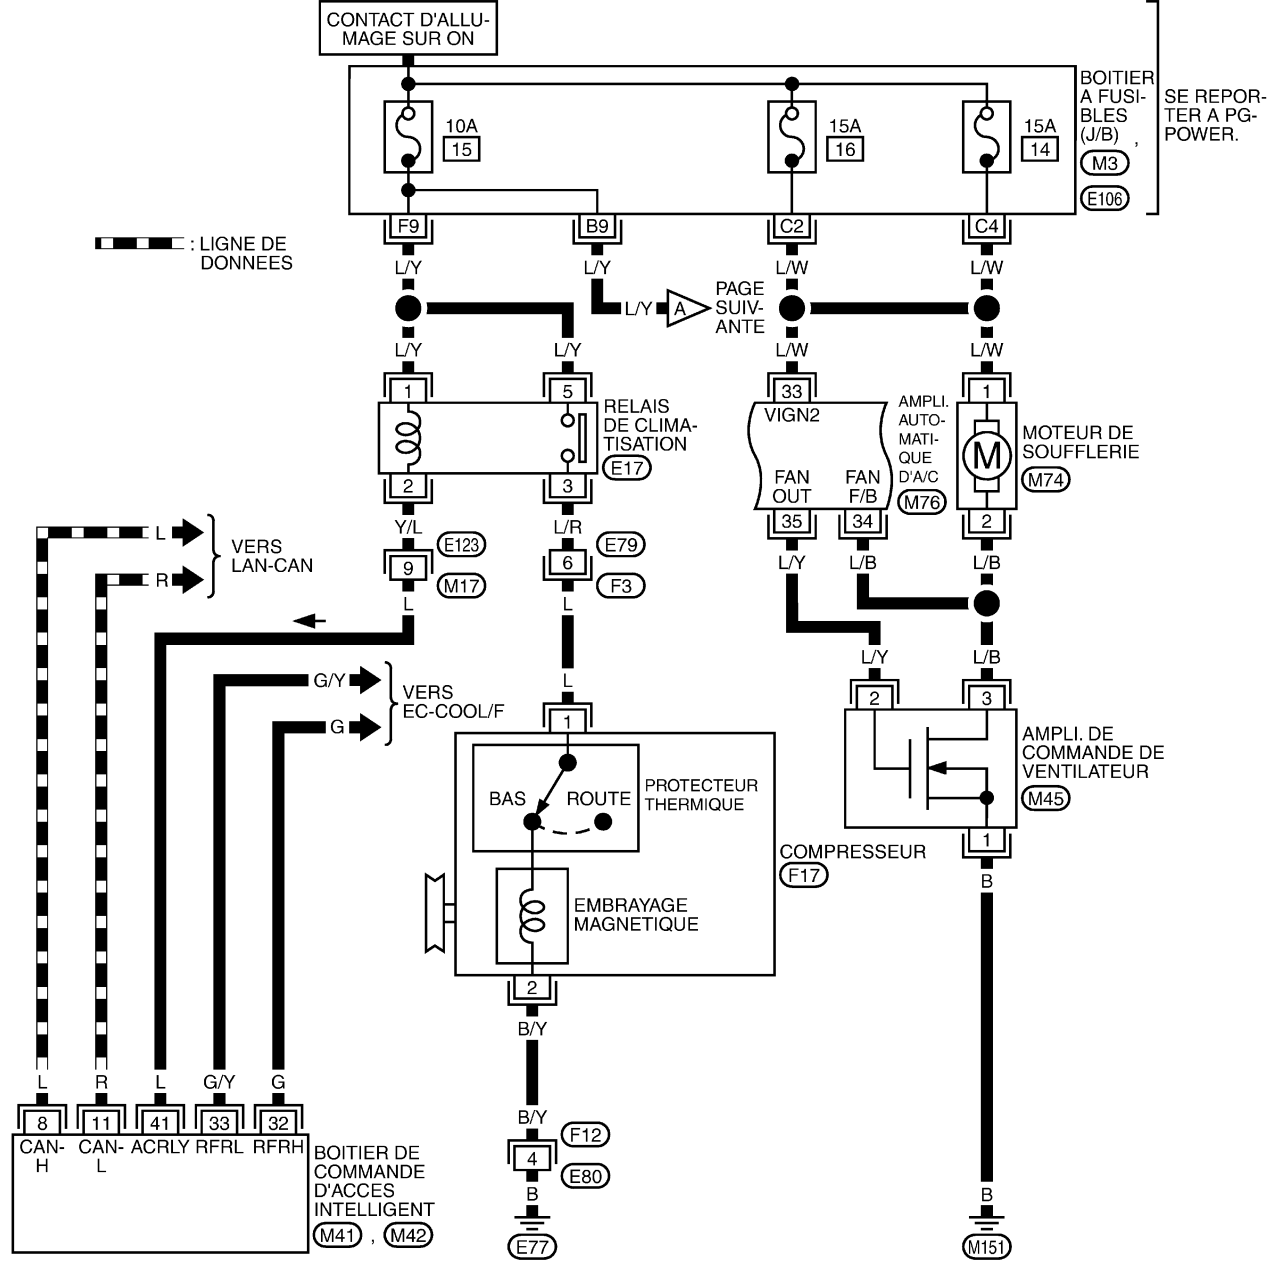 CONTACT D'ALLU-
MAGE SUR ON
10A
15
15A
16
15A
14
BOITIER
A FUSI-
BLES
(J/B) ,
M3
E106
SE REPOR-
TER A PG-
POWER.
F9
B9
C2
C4
: LIGNE DE
DONNEES
L/Y
L/Y
L/W
L/W
L/Y
A
PAGE
SUIV-
ANTE
L/Y
L/Y
L/W
L/W
1
5
33
1
RELAIS
DE CLIMA-
TISATION
E17
VIGN2
FAN
OUT
FAN
F/B
AMPLI.
AUTO-
MATI-
QUE
D'A/C
M76
M
MOTEUR DE
SOUFFLERIE
M74
2
3
35
34
2
Y/L
L/R
L/Y
L/B
L/B
L
R
VERS
LAN-CAN
E123
9
M17
E79
6
F3
L
L
L/Y
L/B
G/Y
G
VERS
EC-COOL/F
L
1
2
3
BAS
ROUTE
PROTECTEUR
THERMIQUE
AMPLI. DE
COMMANDE DE
VENTILATEUR
M45
1
COMPRESSEUR
F17
B
EMBRAYAGE
MAGNETIQUE
2
B/Y
L
R
L
G/Y
G
B/Y
8
11
41
33
32
F12
4
E80
CAN-
H
CAN-
L
ACRLY
RFRL
RFRH
BOITIER DE
COMMANDE
D'ACCES
INTELLIGENT
M41 , M42
B
B
E77
M151